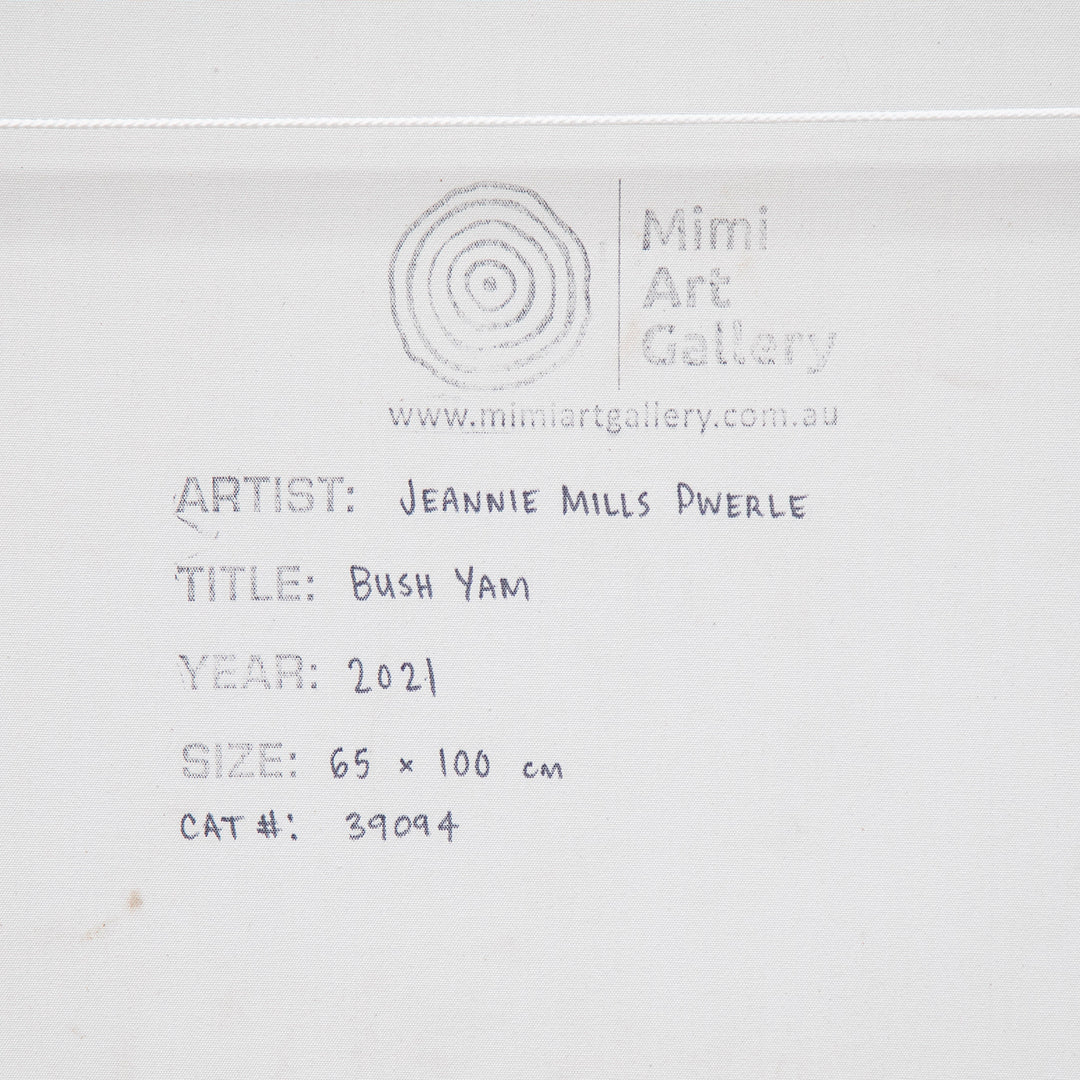 Mimi
Art
Gallery
www.mimiartgallery.com.au
ARTIST: JEANNIE MILLS PWERLE
TITLE: BUSH YAM
YEAR: 2021
SIZE: 65 × 100 cm
CAT #: 39094